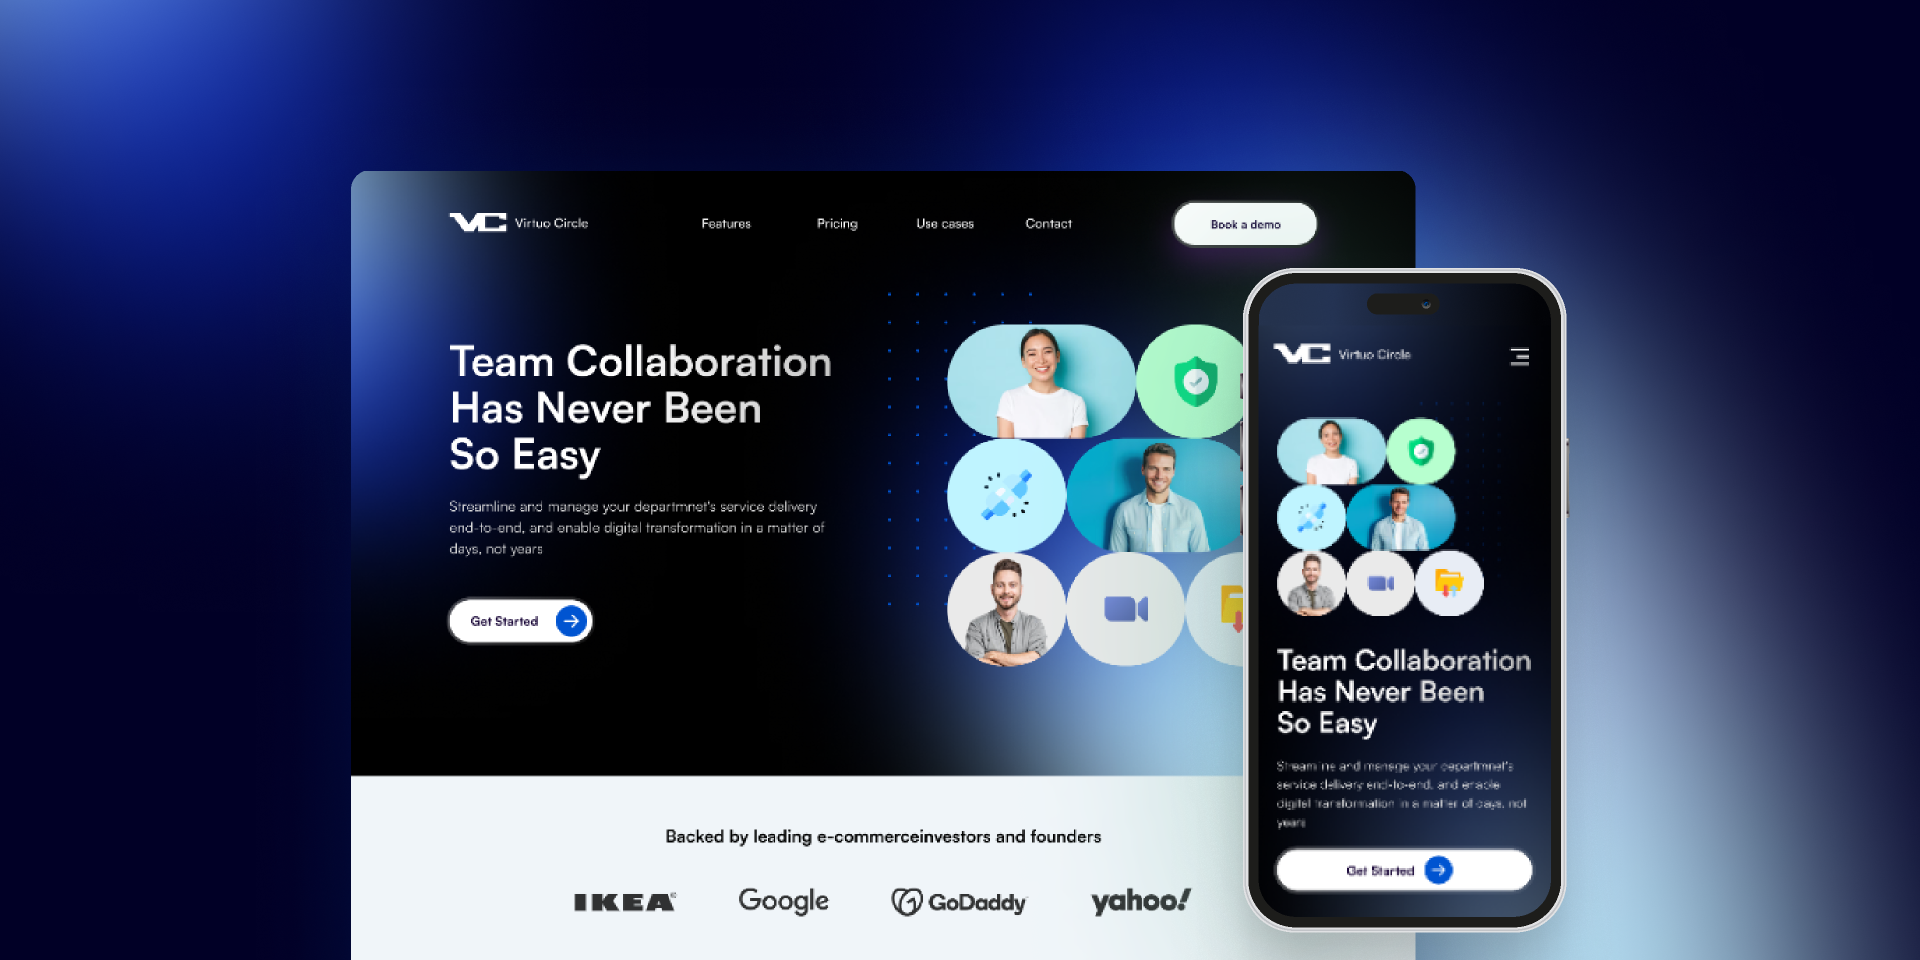 VC Virtuo Circle
Features
Pricing
Use cases
Contact
Book a demo
Team Collaboration
Has Never Been
So Easy
Streamline and manage your departmnet's service delivery
end-to-end, and enable digital transformation in a matter of
days, not years
Get Started
Backed by leading e-commerceinvestors and founders
IKEA
Google
GoDaddy
yahoo!
VC Virtuo Circle
Team Collaboration
Has Never Been
So Easy
Streamline and manage your departmnet's
service delivery end-to-end, and enable
digital transformation in a matter of days, not
years
Get Started